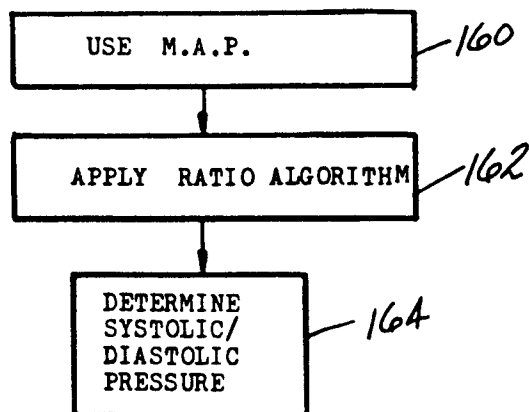 USE M.A.P.
160
APPLY RATIO ALGORITHM
162
DETERMINE
SYSTOLIC/
DIASTOLIC
PRESSURE
164